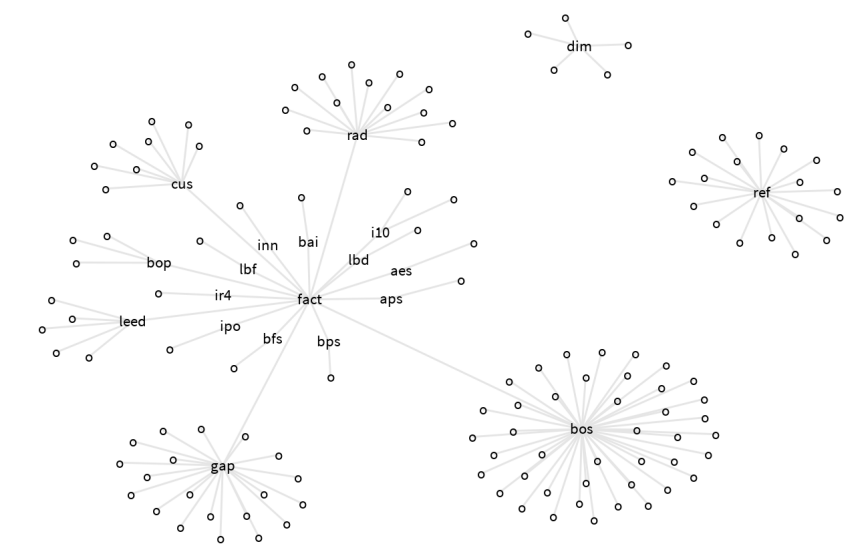 dim
rad
cus
ref
i10
bai
inn
lbd
bop
lbf
aes
ir4
fact
aps
leed
ipo
bfs
bps
bos
gap